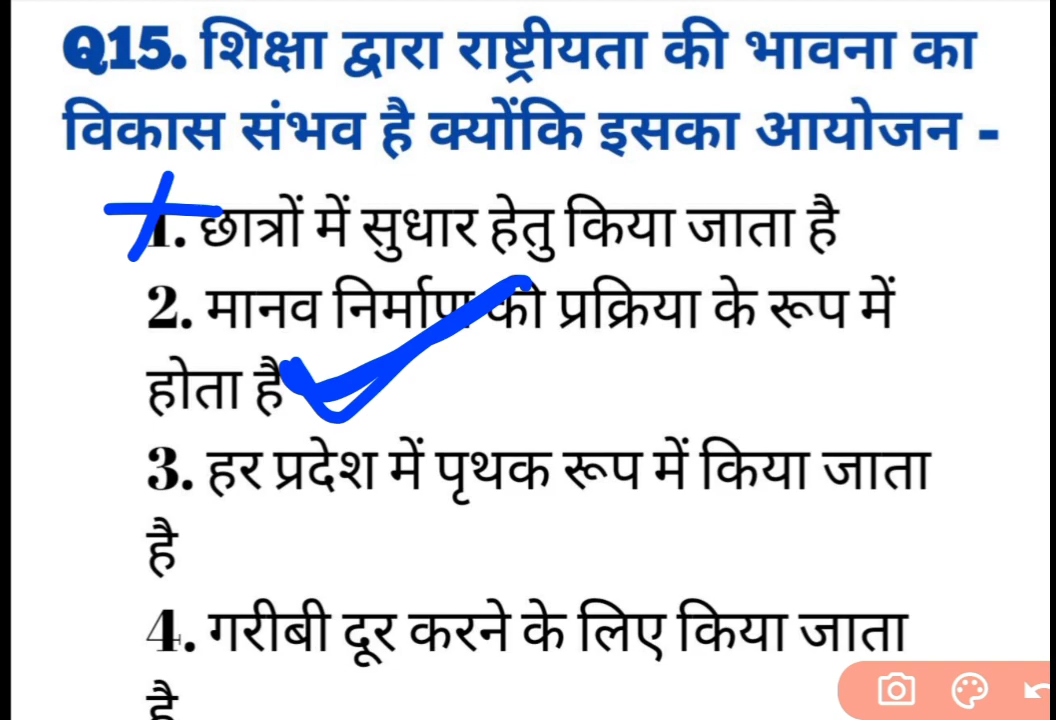 Q15. शिक्षा द्वारा राष्ट्रीयता की भावना का
विकास संभव है क्योंकि इसका आयोजन -
1. छात्रों में सुधार हेतु किया जाता है
2. मानव निर्माण की प्रक्रिया के रूप में
होता है
3. हर प्रदेश में पृथक रूप में किया जाता
है
4. गरीबी दूर करने के लिए किया जाता
है